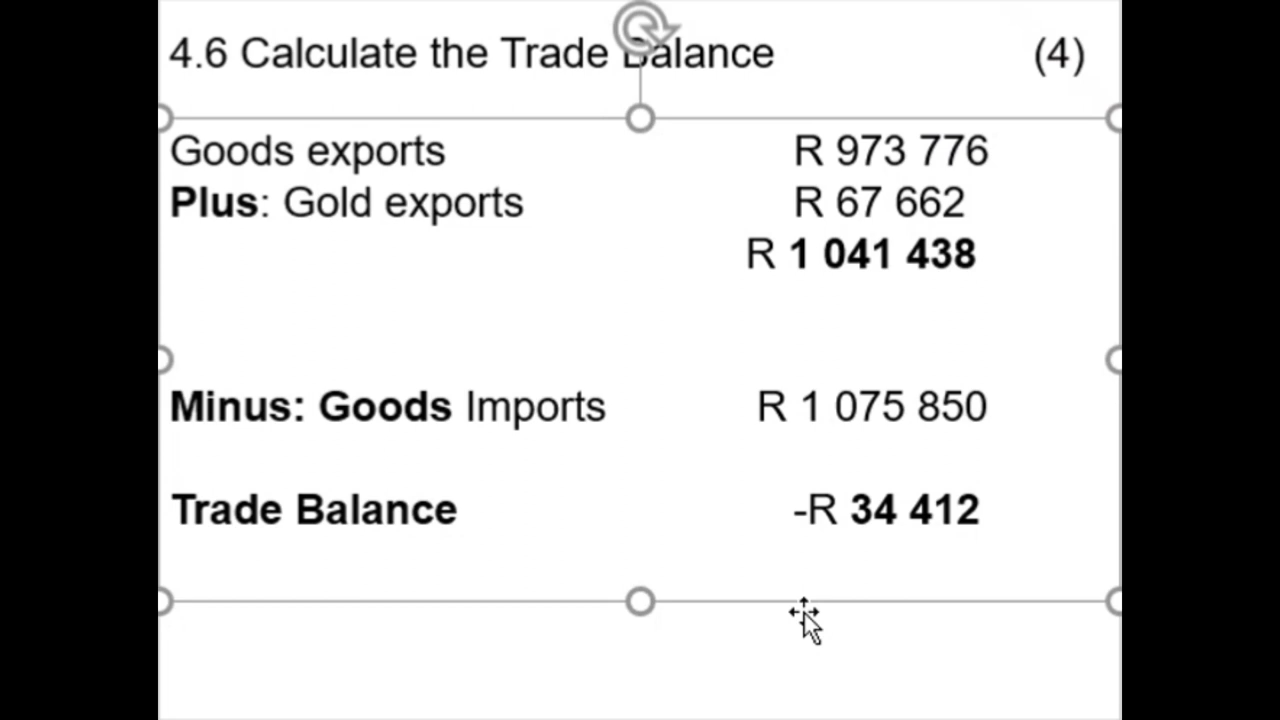 4.6 Calculate the Trade Balance (4)
Goods exports R 973 776
Plus: Gold exports R 67 662
R 1 041 438
Minus: Goods Imports R 1 075 850
Trade Balance -R 34 412